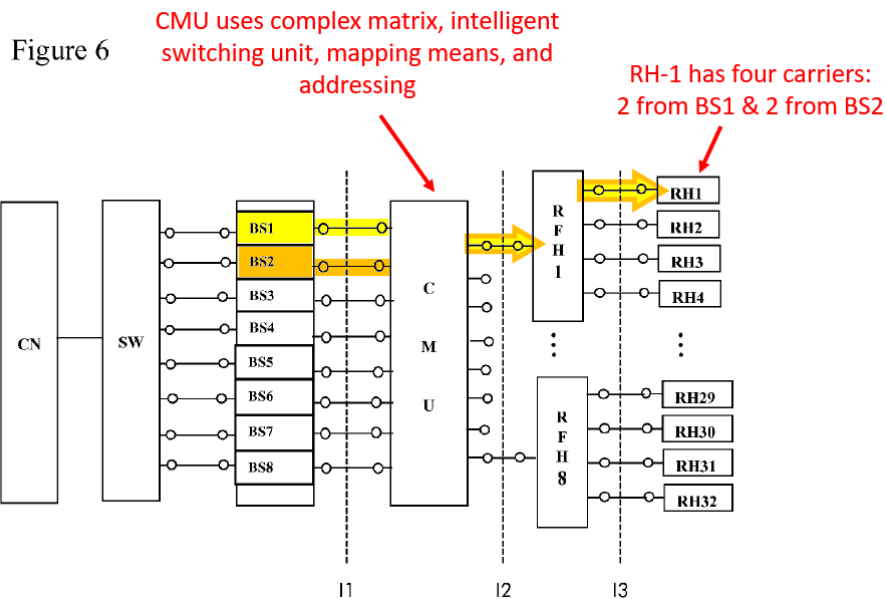 Figure 6
CMU uses complex matrix, intelligent
switching unit, mapping means, and
addressing
RH-1 has four carriers:
2 from BS1 & 2 from BS2
CN
SW
BS1
BS2
BS3
BS4
BS5
BS6
BS7
BS8
C
M
U
R
F
H
1
RH1
RH2
RH3
RH4
R
F
H
8
RH29
RH30
RH31
RH32
I1
I2
I3